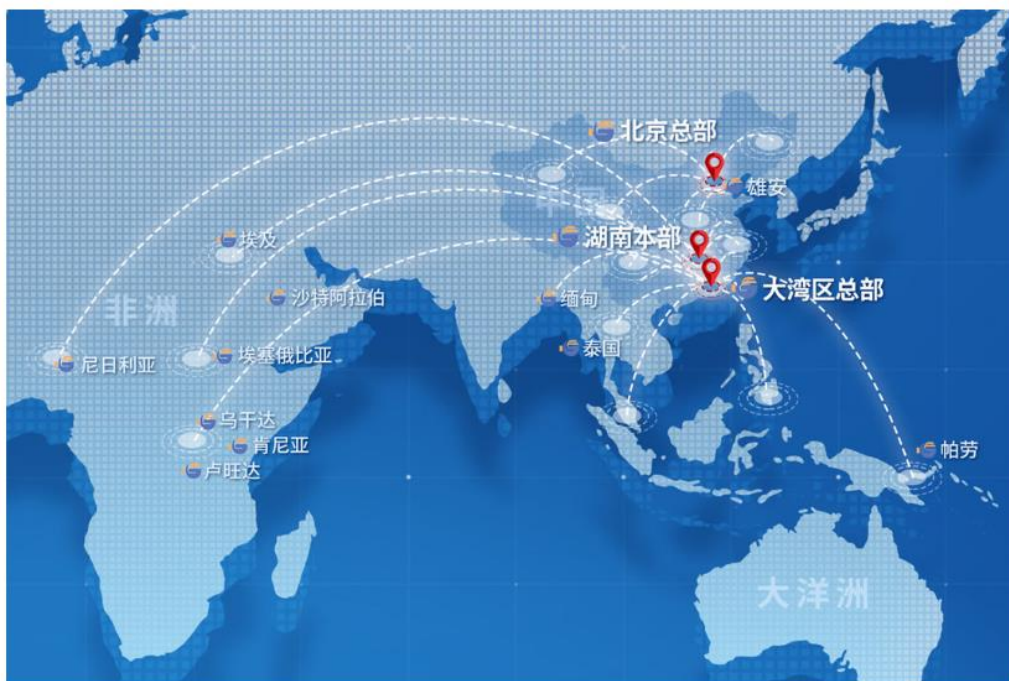 北京总部
雄安
中国
湖南本部
埃及
大湾区总部
沙特阿拉伯
缅甸
非洲
泰国
埃塞俄比亚
尼日利亚
乌干达
肯尼亚
帕劳
卢旺达
大洋洲